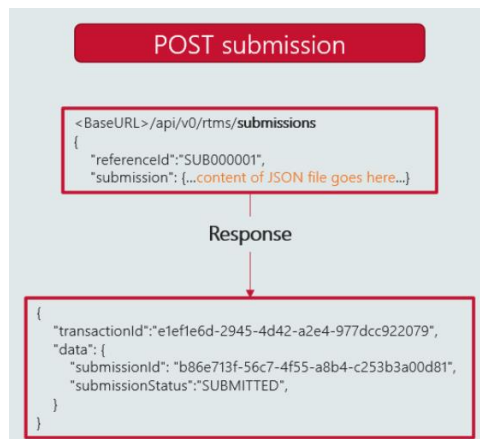 POST submission
<BaseURL>/api/v0/rtms/submissions
{
"referenceId":"SUB000001",
"submission": {...content of JSON file goes here...}
Response
{
"transactionId":"e1ef1e6d-2945-4d42-a2e4-977dcc922079",
"data": {
"submissionId": "b86e713f-56c7-4f55-a8b4-c253b3a00d81",
"submissionStatus":"SUBMITTED",
}
}